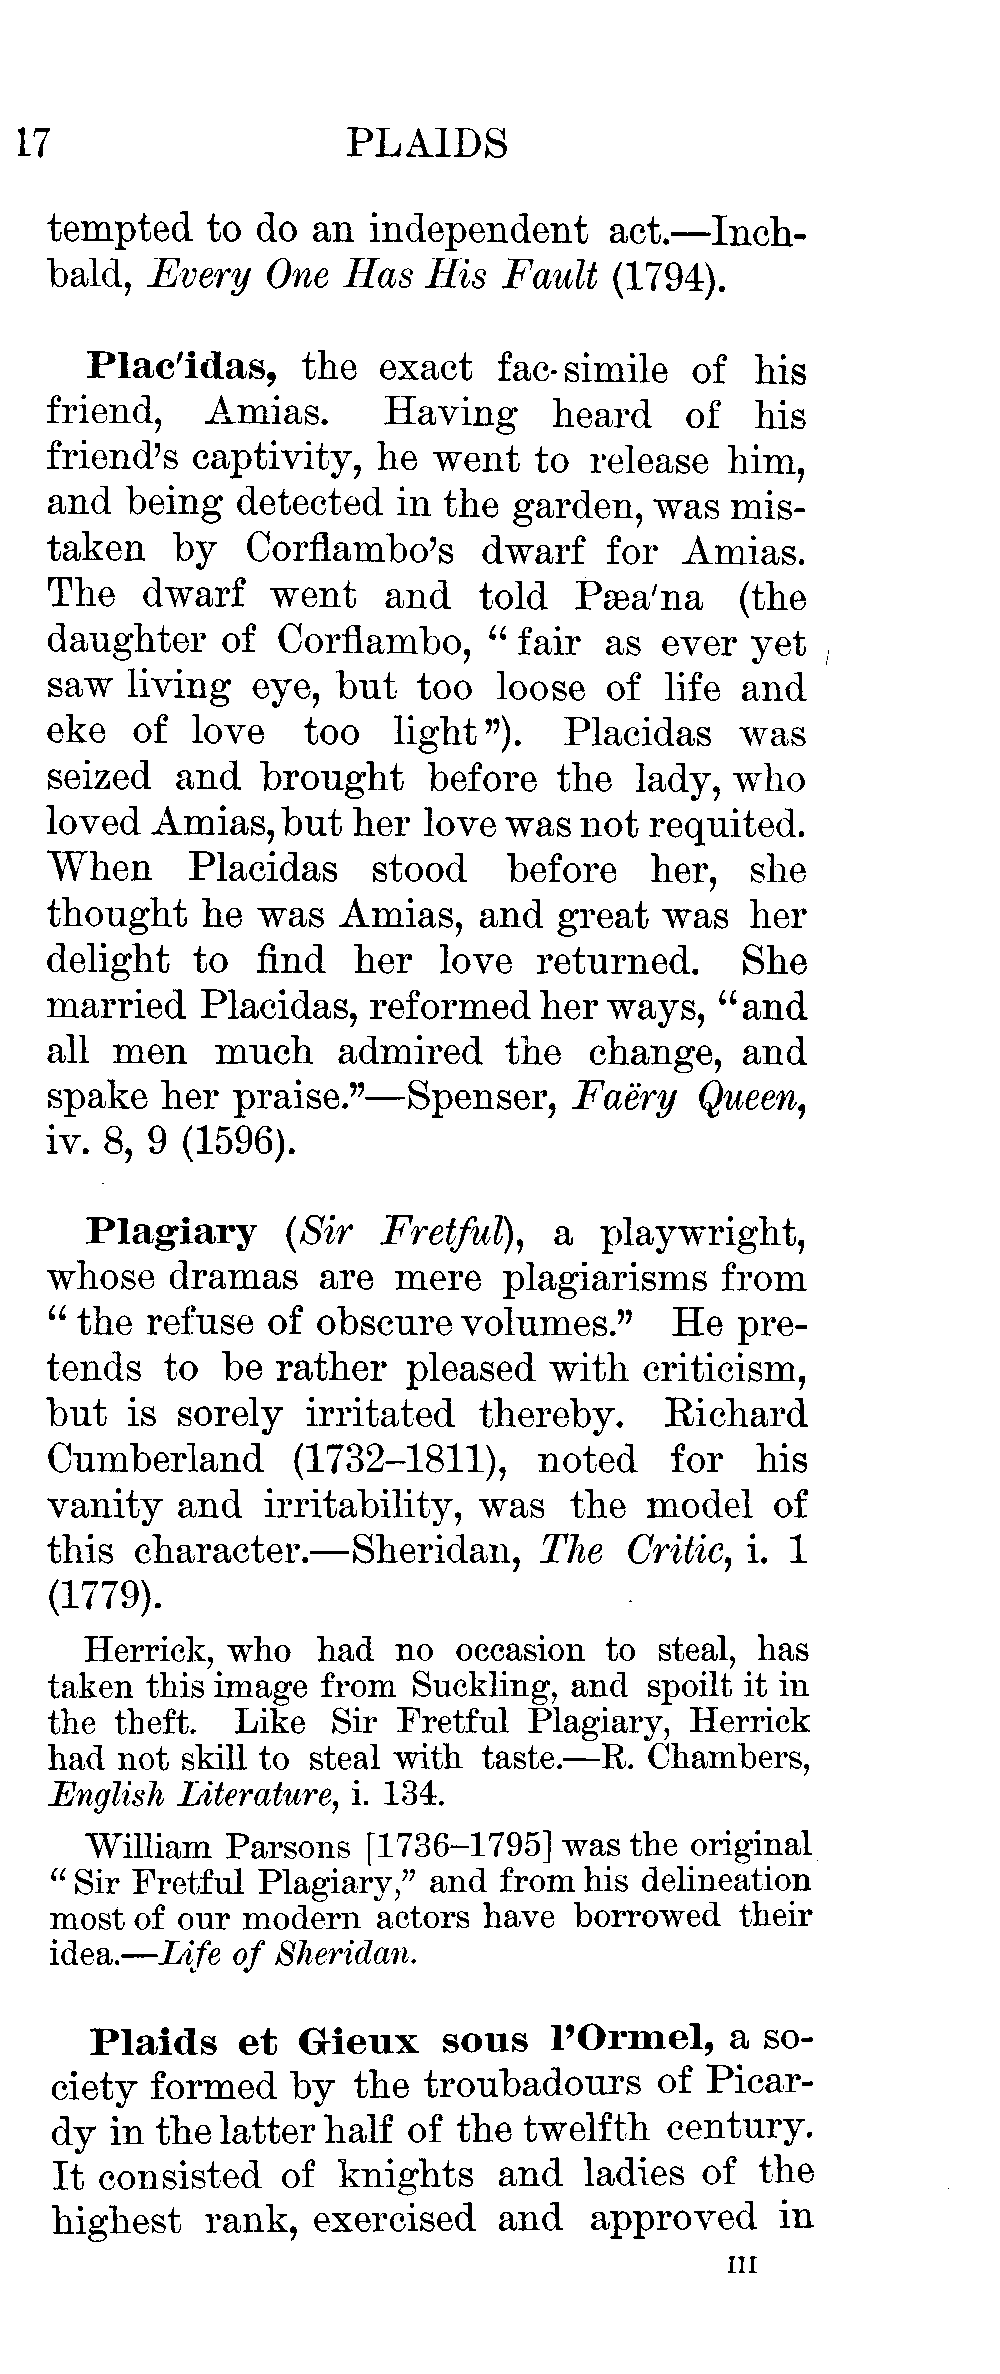 17 PLAIDS
tempted to do an independent act.—Inch-
bald, Every One Has His Fault (1794).
Plac'idas, the exact fac-simile of his
friend, Amias. Having heard of his
friend's captivity, he went to release him,
and being detected in the garden, was mis-
taken by Corflambo's dwarf for Amias.
The dwarf went and told Pæa'na (the
daughter of Corflambo, “ fair as ever yet
saw living eye, but too loose of life and
eke of love too light”). Placidas was
seized and brought before the lady, who
loved Amias, but her love was not requited.
When Placidas stood before her, she
thought he was Amias, and great was her
delight to find her love returned. She
married Placidas, reformed her ways, “and
all men much admired the change, and
spake her praise.”—Spenser, Faëry Queen,
iv. 8, 9 (1596).
Plagiary (Sir Fretful), a playwright,
whose dramas are mere plagiarisms from
“ the refuse of obscure volumes.” He pre-
tends to be rather pleased with criticism,
but is sorely irritated thereby. Richard
Cumberland (1732–1811), noted for his
vanity and irritability, was the model of
this character.—Sheridan, The Critic, i. 1
(1779).
Herrick, who had no occasion to steal, has
taken this image from Suckling, and spoilt it in
the theft. Like Sir Fretful Plagiary, Herrick
had not skill to steal with taste.—R. Chambers,
English Literature, i. 134.
William Parsons [1736–1795] was the original
“ Sir Fretful Plagiary,” and from his delineation
most of our modern actors have borrowed their
idea.—Life of Sheridan.
Plaids et Gieux sous l'Ormel, a so-
ciety formed by the troubadours of Picar-
dy in the latter half of the twelfth century.
It consisted of knights and ladies of the
highest rank, exercised and approved in
III